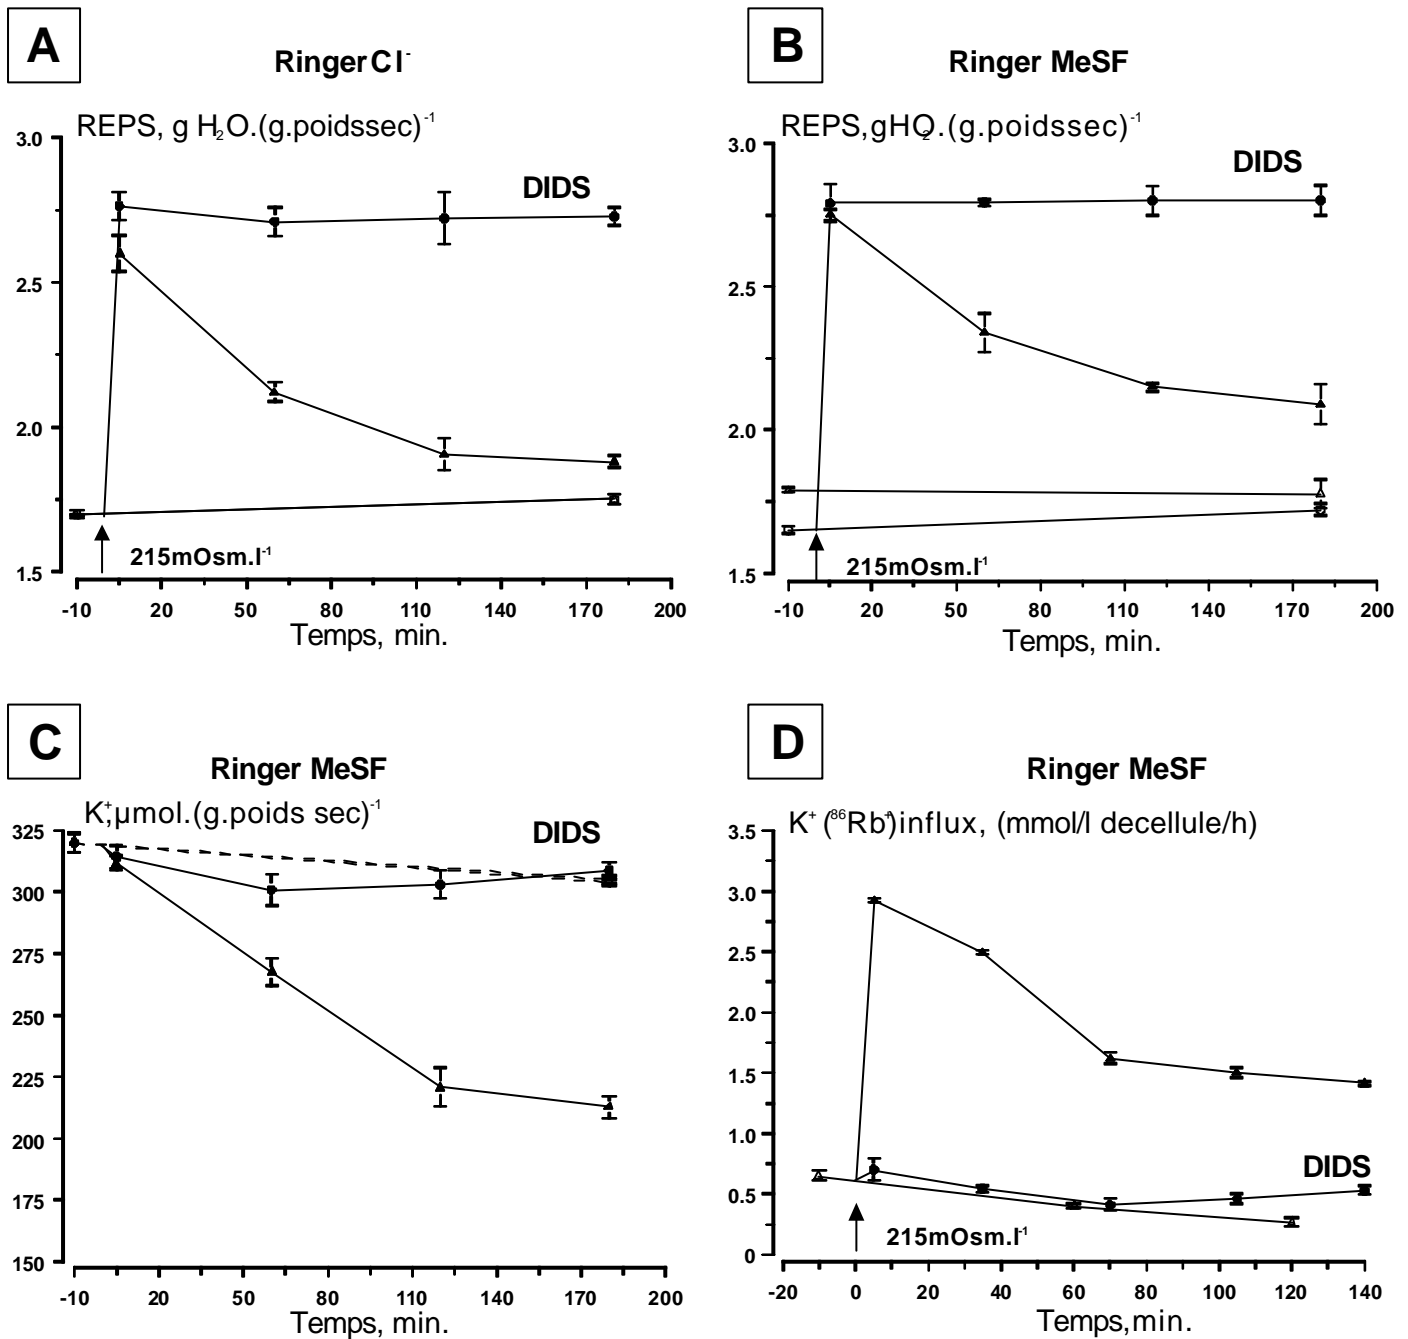 A
Ringer Cl-
REPS, g H2O.(g.poidssec)-1
3.0
2.5
2.0
1.5
DIDS
215mOsm.l-1
-10 20 50 80 110 140 170 200
Temps, min.
B
Ringer MeSF
REPS,gHO2.(g.poidssec)-1
3.0
2.5
2.0
1.5
DIDS
215mOsm.l-1
-10 20 50 80 110 140 170 200
Temps, min.
C
Ringer MeSF
K+,µmol.(g.poids sec)-1
325
300
275
250
225
200
175
150
DIDS
-10 20 50 80 110 140 170 200
Temps, min.
D
Ringer MeSF
K+ (86Rb+)influx, (mmol/l decellule/h)
3.5
3.0
2.5
2.0
1.5
1.0
0.5
0
DIDS
215mOsm.l-1
-20 0 20 40 60 80 100 120 140
Temps,min.